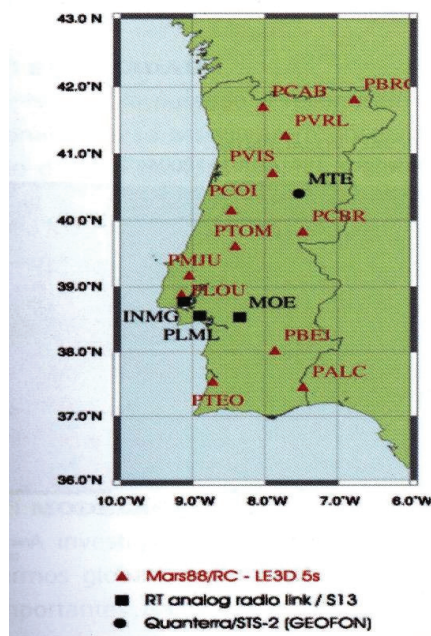 43.0°N
42.0°N
41.0°N
40.0°N
39.0°N
38.0°N
37.0°N
36.0°N
10.0°W 9.0°W 8.0°W 7.0°W 6.0°W
PCAB
PBRG
PVRL
PVIS
MTE
PCOI
PCBR
PTOM
PMJU
PLOU
MOE
INMG
PLML
PBEJ
PALC
PTEO
Mars88/RC - LE3D 5s
RT analog radio link / S13
Quanterra/STS-2 (GEOFON)